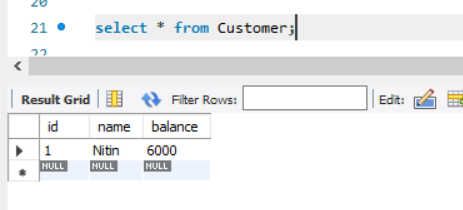 20
21 select * from Customer;
22
Result Grid Filter Rows: Edit:
id name balance
1 Nitin 6000
NULL NULL NULL